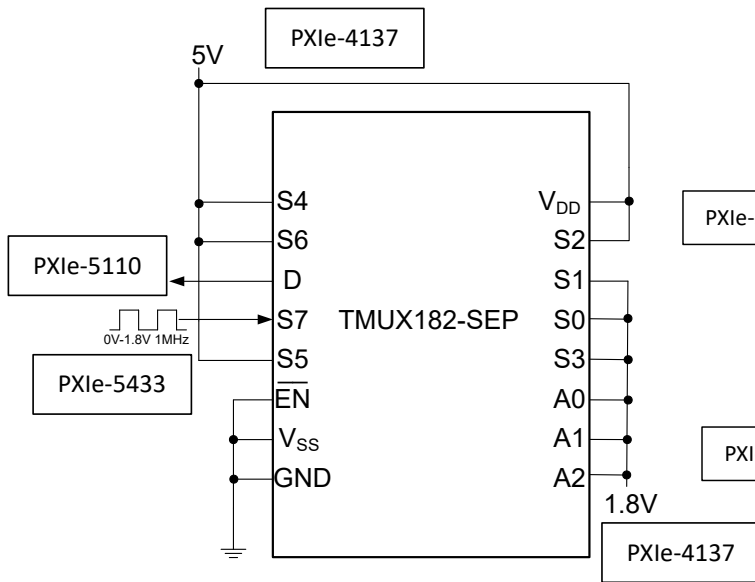 PXIe-4137
5V
S4
S6
D
S7
S5
EN
VSS
GND
TMUX182-SEP
VDD
S2
S1
S0
S3
A0
A1
A2
PXIe-5110
0V-1.8V 1MHz
PXIe-5433
PXIe-
PXI
1.8V
PXIe-4137